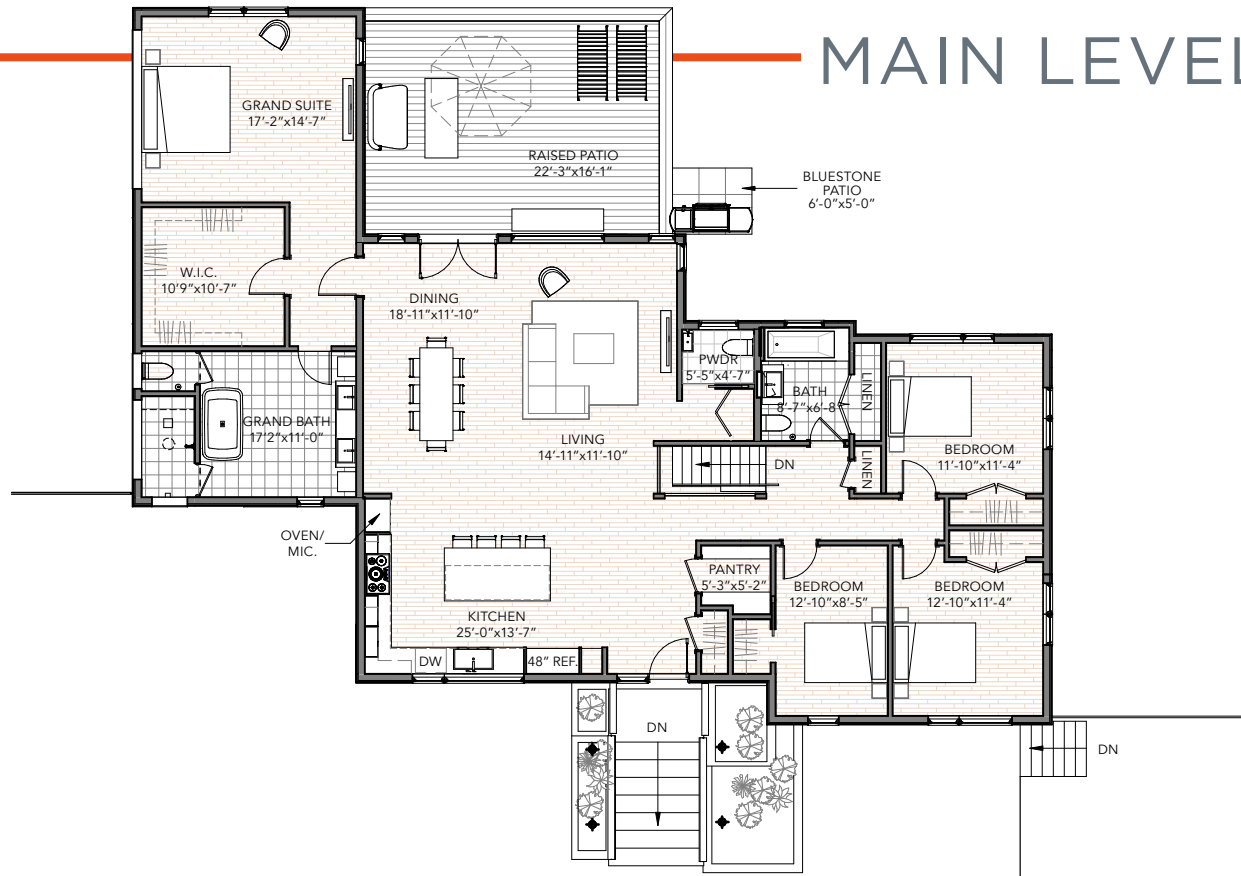 MAIN LEVEL
GRAND SUITE
17'-2"x14'-7"
RAISED PATIO
22'-3"x16'-1"
BLUESTONE
PATIO
6'-0"x5'-0"
W.I.C.
10'9"x10'-7"
DINING
18'-11"x11'-10"
PWDR
5'-5"x4'-7"
BATH
8'-7"x6'-8"
LINEN
GRAND BATH
17'2"x11'-0"
LIVING
14'-11"x11'-10"
DN
LINEN
BEDROOM
11'-10"x11'-4"
OVEN/
MIC.
PANTRY
5'-3"x5'-2"
BEDROOM
12'-10"x8'-5"
BEDROOM
12'-10"x11'-4"
KITCHEN
25'-0"x13'-7"
DW
48" REF.
DN
DN